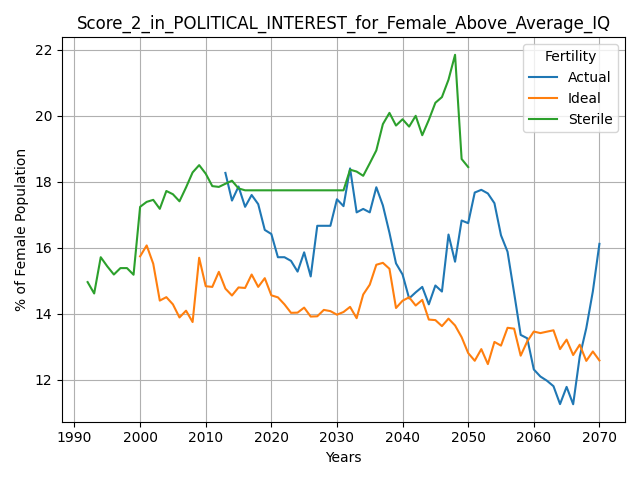 Score_2_in_POLITICAL_INTEREST_for_Female_Above_Average_IQ
Fertility
Actual
Ideal
Sterile
% of Female Population
22
20
18
16
14
12
1990 2000 2010 2020 2030 2040 2050 2060 2070
Years